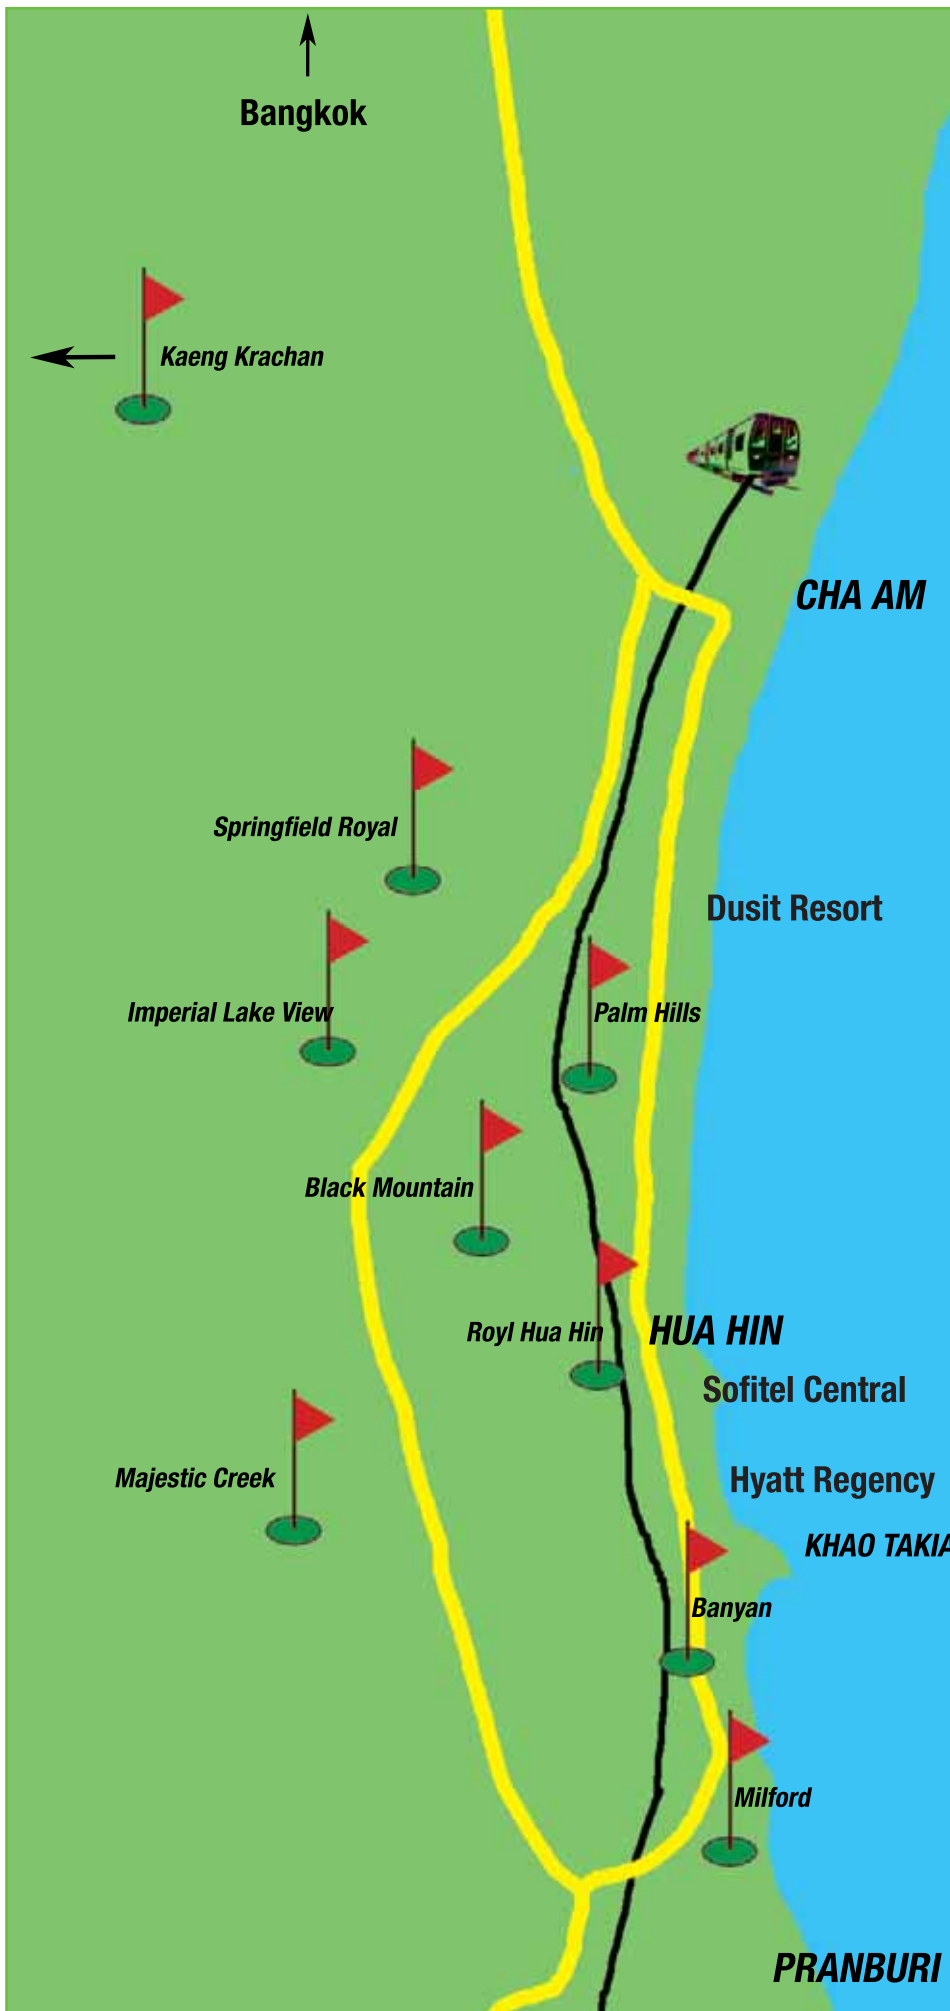 Bangkok
Kaeng Krachan
CHA AM
Springfield Royal
Dusit Resort
Imperial Lake View
Palm Hills
Black Mountain
Royl Hua Hin
HUA HIN
Sofitel Central
Majestic Creek
Hyatt Regency
KHAO TAKIA
Banyan
Milford
PRANBURI